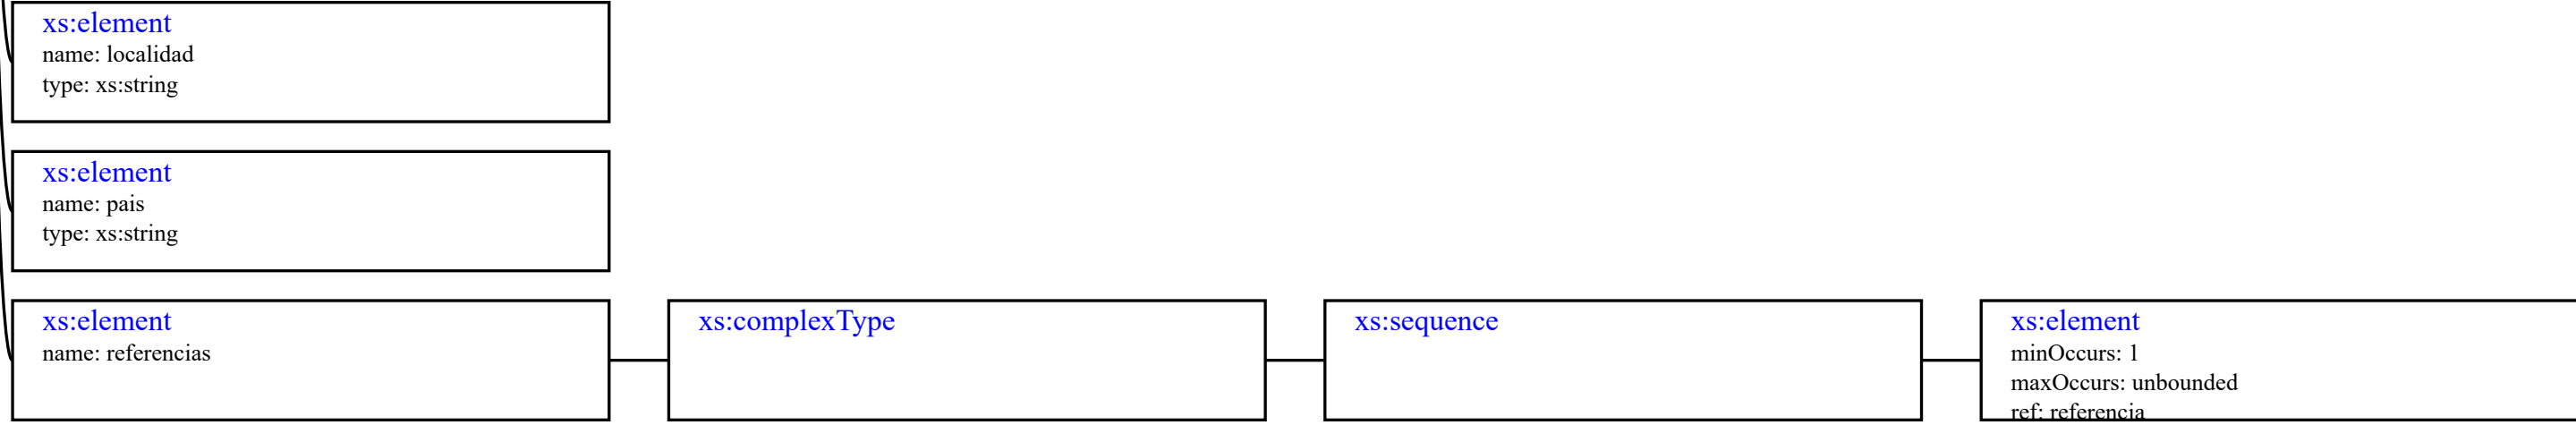 xs:element
name: localidad
type: xs:string
xs:element
name: pais
type: xs:string
xs:element
name: referencias
xs:complexType
xs:sequence
xs:element
minOccurs: 1
maxOccurs: unbounded
ref: referencia